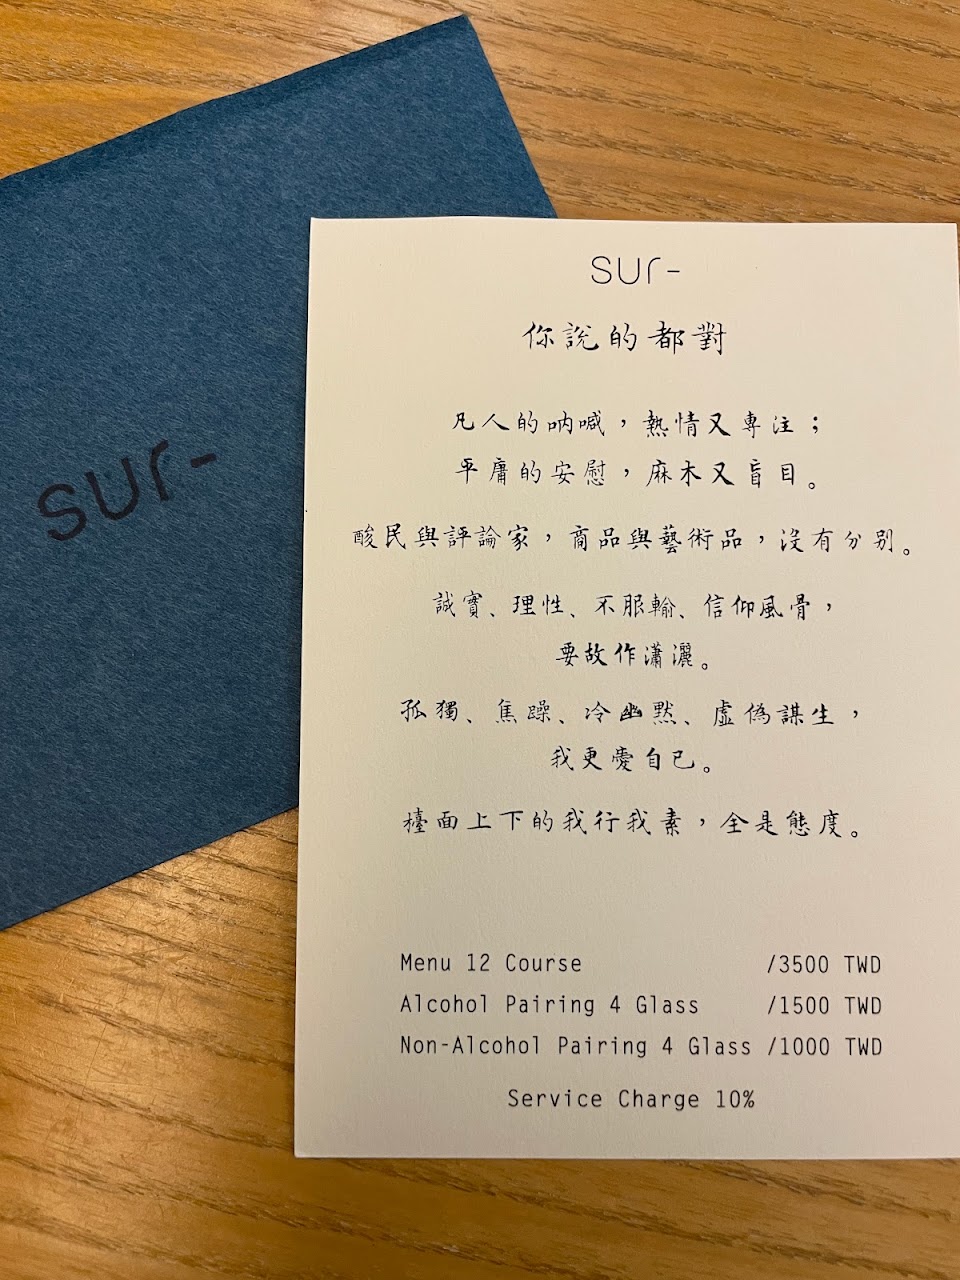 sur-
sur-
你說的都對
凡人的吶喊，熱情又專注；
平庸的安慰，麻木又盲目。
酸民與評論家，商品與藝術品，沒有分别。
誠實、理性、不服輸、信仰風骨，
要故作瀟灑。
孤獨、焦躁、冷幽默、虛偽謀生，
我更愛自己。
檯面上下的我行我素，全是態度。
Menu 12 Course /3500 TWD
Alcohol Pairing 4 Glass /1500 TWD
Non-Alcohol Pairing 4 Glass /1000 TWD
Service Charge 10%